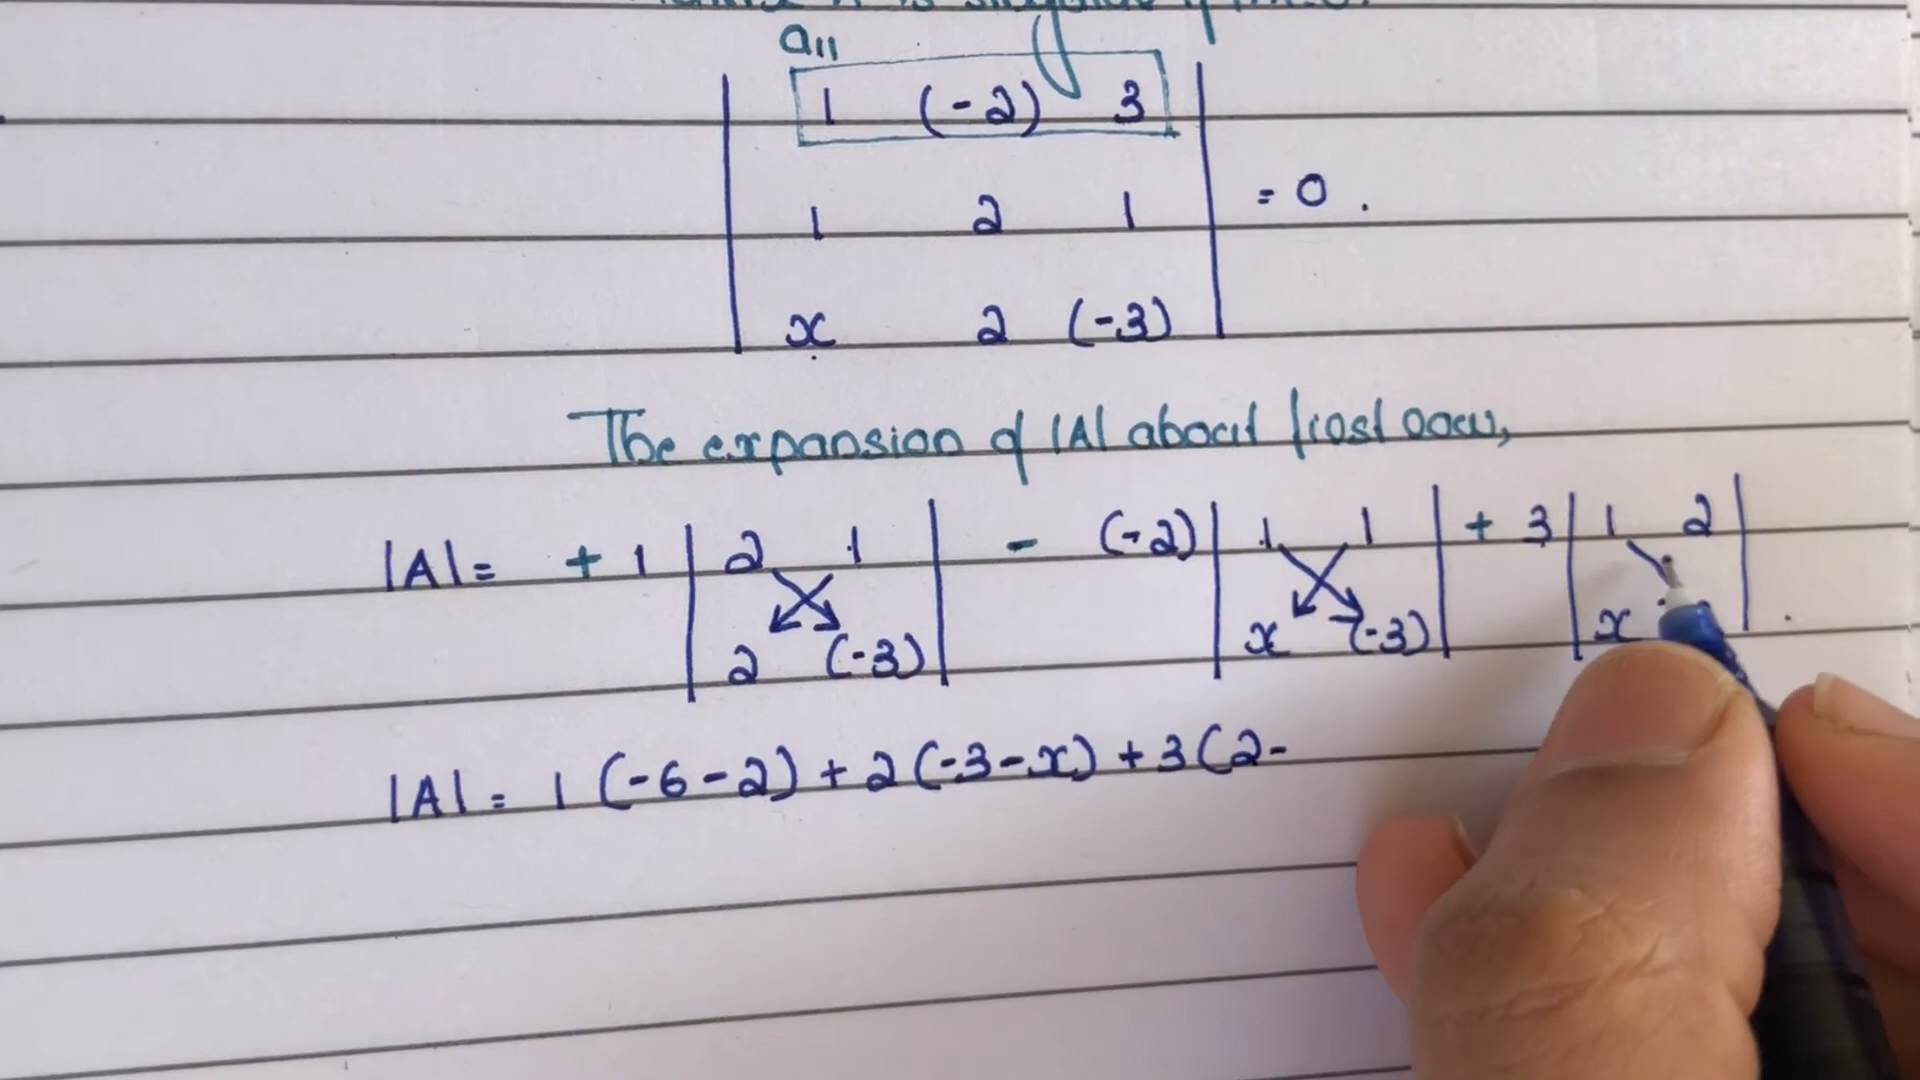 a11
| 1 (-2) 3 |
| 1 2 1 | = 0 .
| x 2 (-3) |
The expansion of |A| about first row,
|A| = + 1 | 2 1 | - (-2) | 1 1 | + 3 | 1 2 | .
| 2 (-3) | | x (-3) | | x
|A| = 1 (-6-2) + 2 (-3-x) + 3 (2-